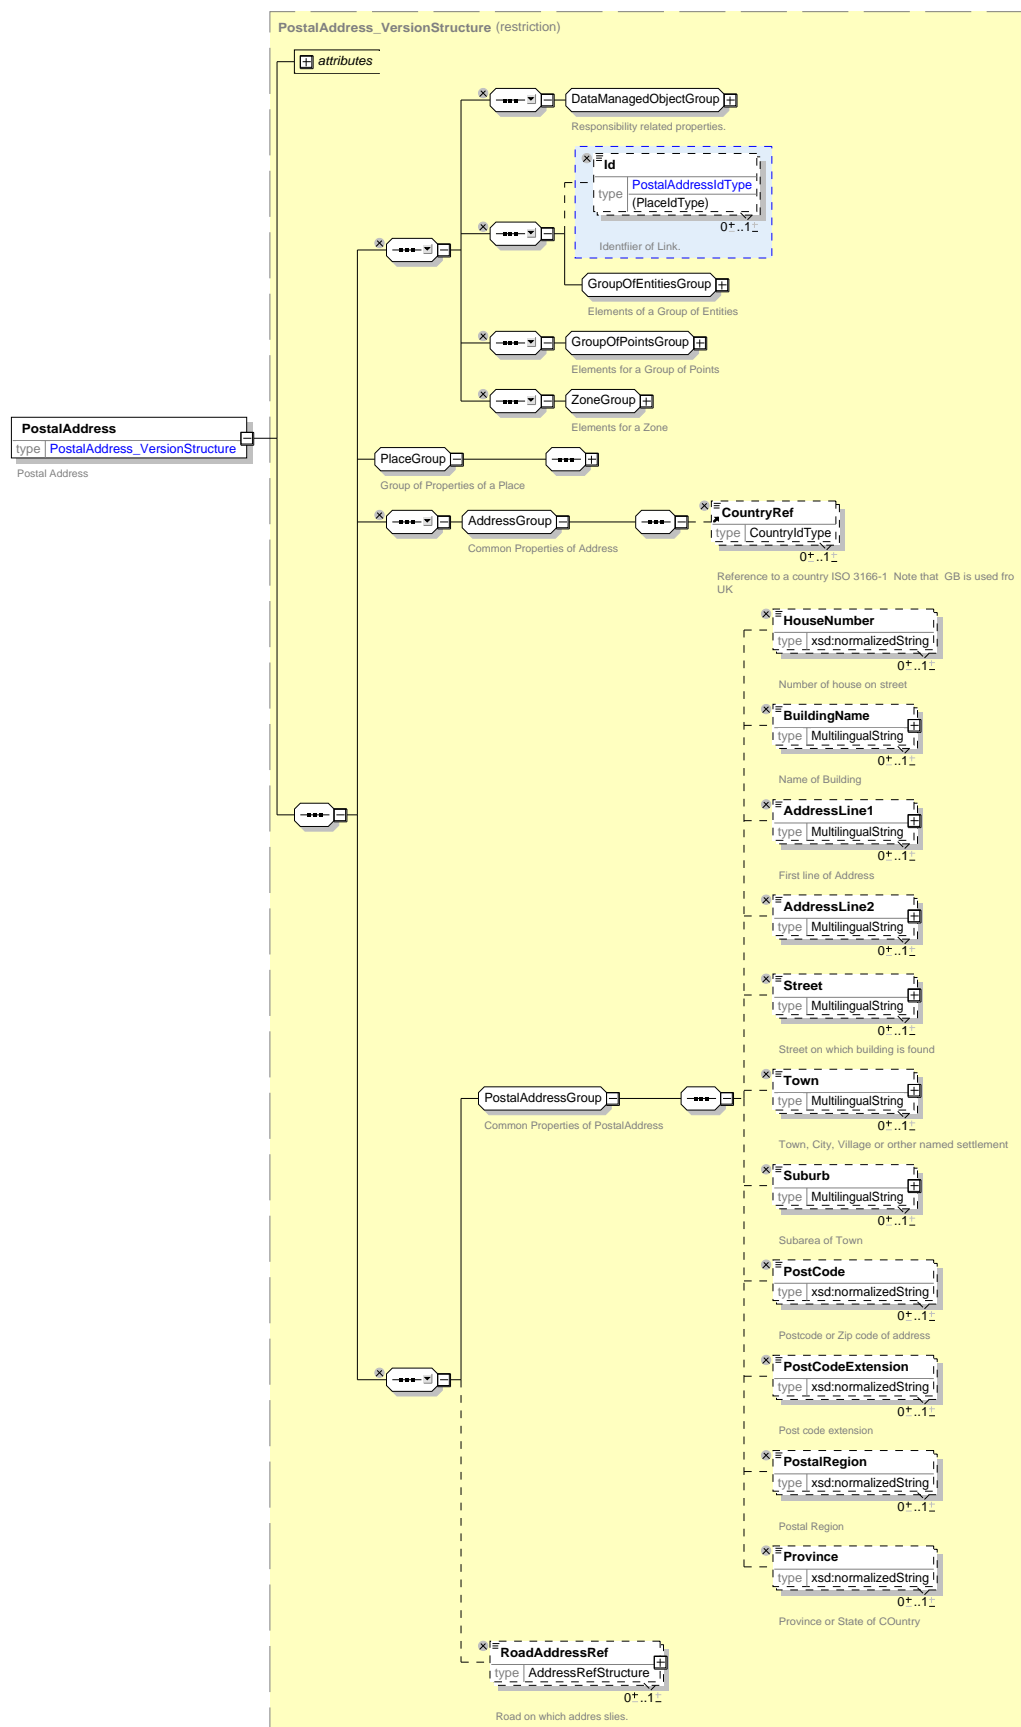 PostalAddress_VersionStructure (restriction)
attributes
DataManagedObjectGroup
Responsibility related properties.
Id
type PostalAddressIdType
(PlaceIdType)
0..1
Identfiier of Link.
GroupOfEntitiesGroup
Elements of a Group of Entities
GroupOfPointsGroup
Elements for a Group of Points
ZoneGroup
Elements for a Zone
PostalAddress
type PostalAddress_VersionStructure
Postal Address
PlaceGroup
Group of Properties of a Place
AddressGroup
Common Properties of Address
CountryRef
type CountryIdType
0..1
Reference to a country ISO 3166-1  Note that  GB is used fro
UK
HouseNumber
type xsd:normalizedString
0..1
Number of house on street
BuildingName
type MultilingualString
0..1
Name of Building
AddressLine1
type MultilingualString
0..1
First line of Address
AddressLine2
type MultilingualString
0..1
Street
type MultilingualString
0..1
Street on which building is found
PostalAddressGroup
Common Properties of PostalAddress
Town
type MultilingualString
0..1
Town, City, Village or orther named settlement
Suburb
type MultilingualString
0..1
Subarea of Town
PostCode
type xsd:normalizedString
0..1
Postcode or Zip code of address
PostCodeExtension
type xsd:normalizedString
0..1
Post code extension
PostalRegion
type xsd:normalizedString
0..1
Postal Region
Province
type xsd:normalizedString
0..1
Province or State of COuntry
RoadAddressRef
type AddressRefStructure
0..1
Road on which addres slies.